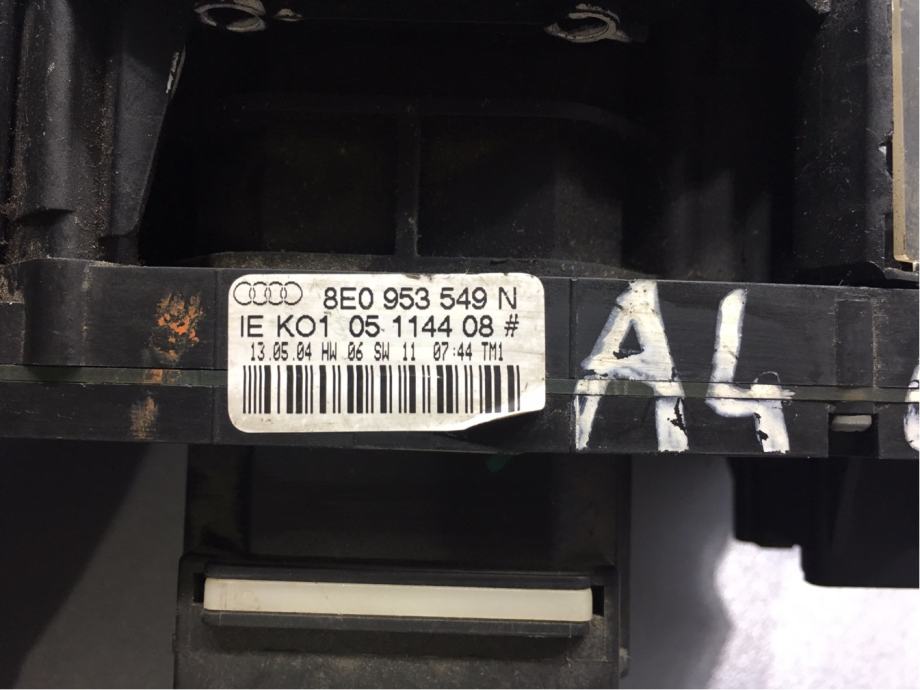 8E0 953 549 N
IE KO1 05 1144 08 #
13.05.04 HW 06 SW 11 07:44 TM1
A4